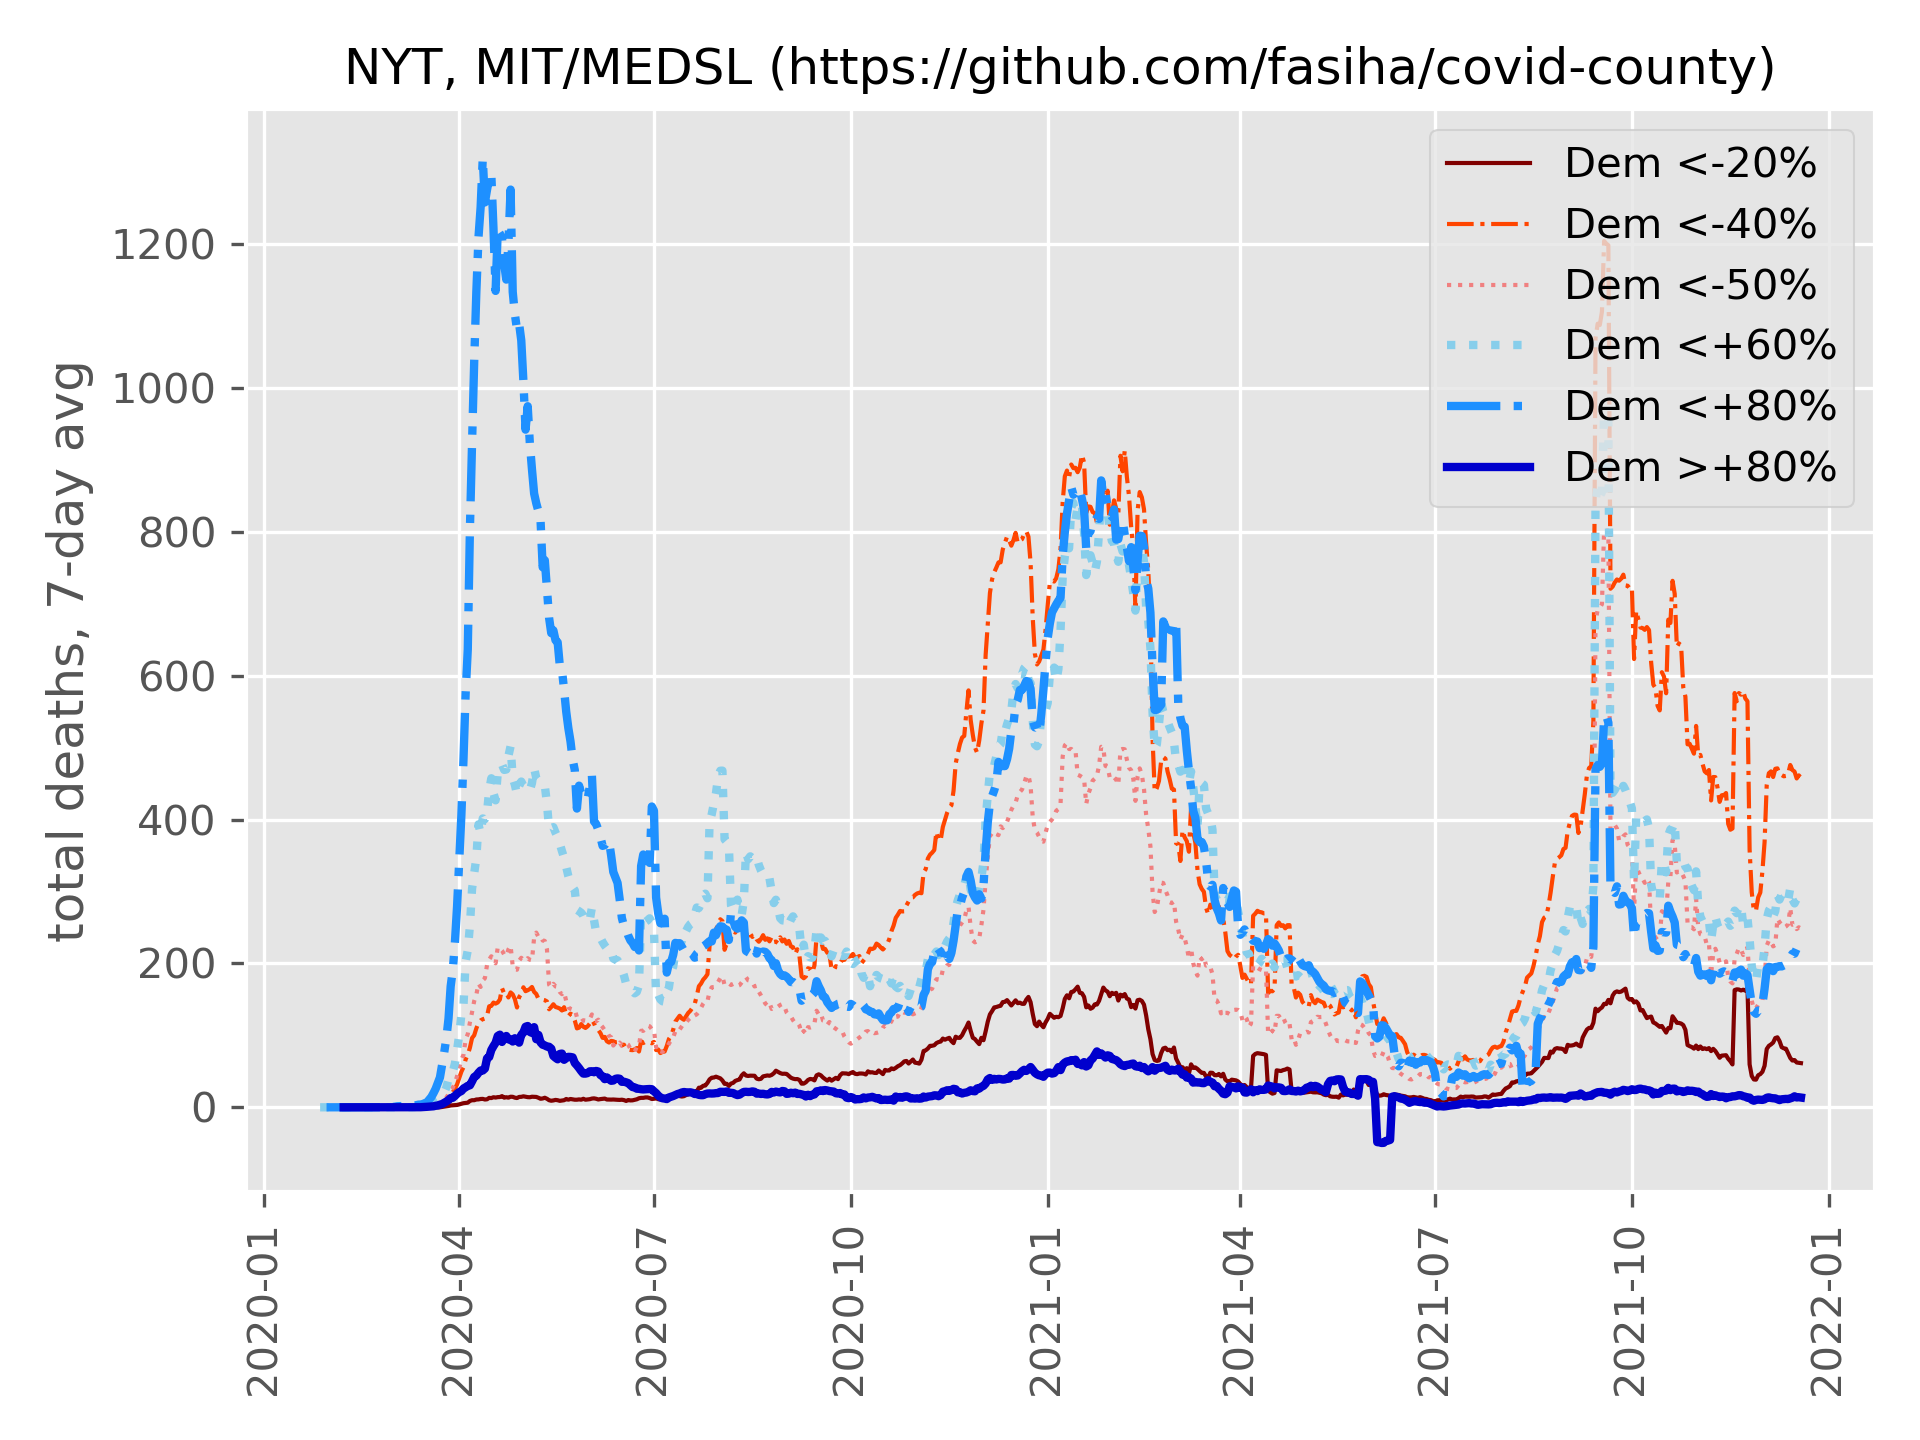 NYT, MIT/MEDSL (https://github.com/fasiha/covid-county)
total deaths, 7-day avg
1200
1000
800
600
400
200
0
Dem <-20%
Dem <-40%
Dem <-50%
Dem <+60%
Dem <+80%
Dem >+80%
2020-01
2020-04
2020-07
2020-10
2021-01
2021-04
2021-07
2021-10
2022-01